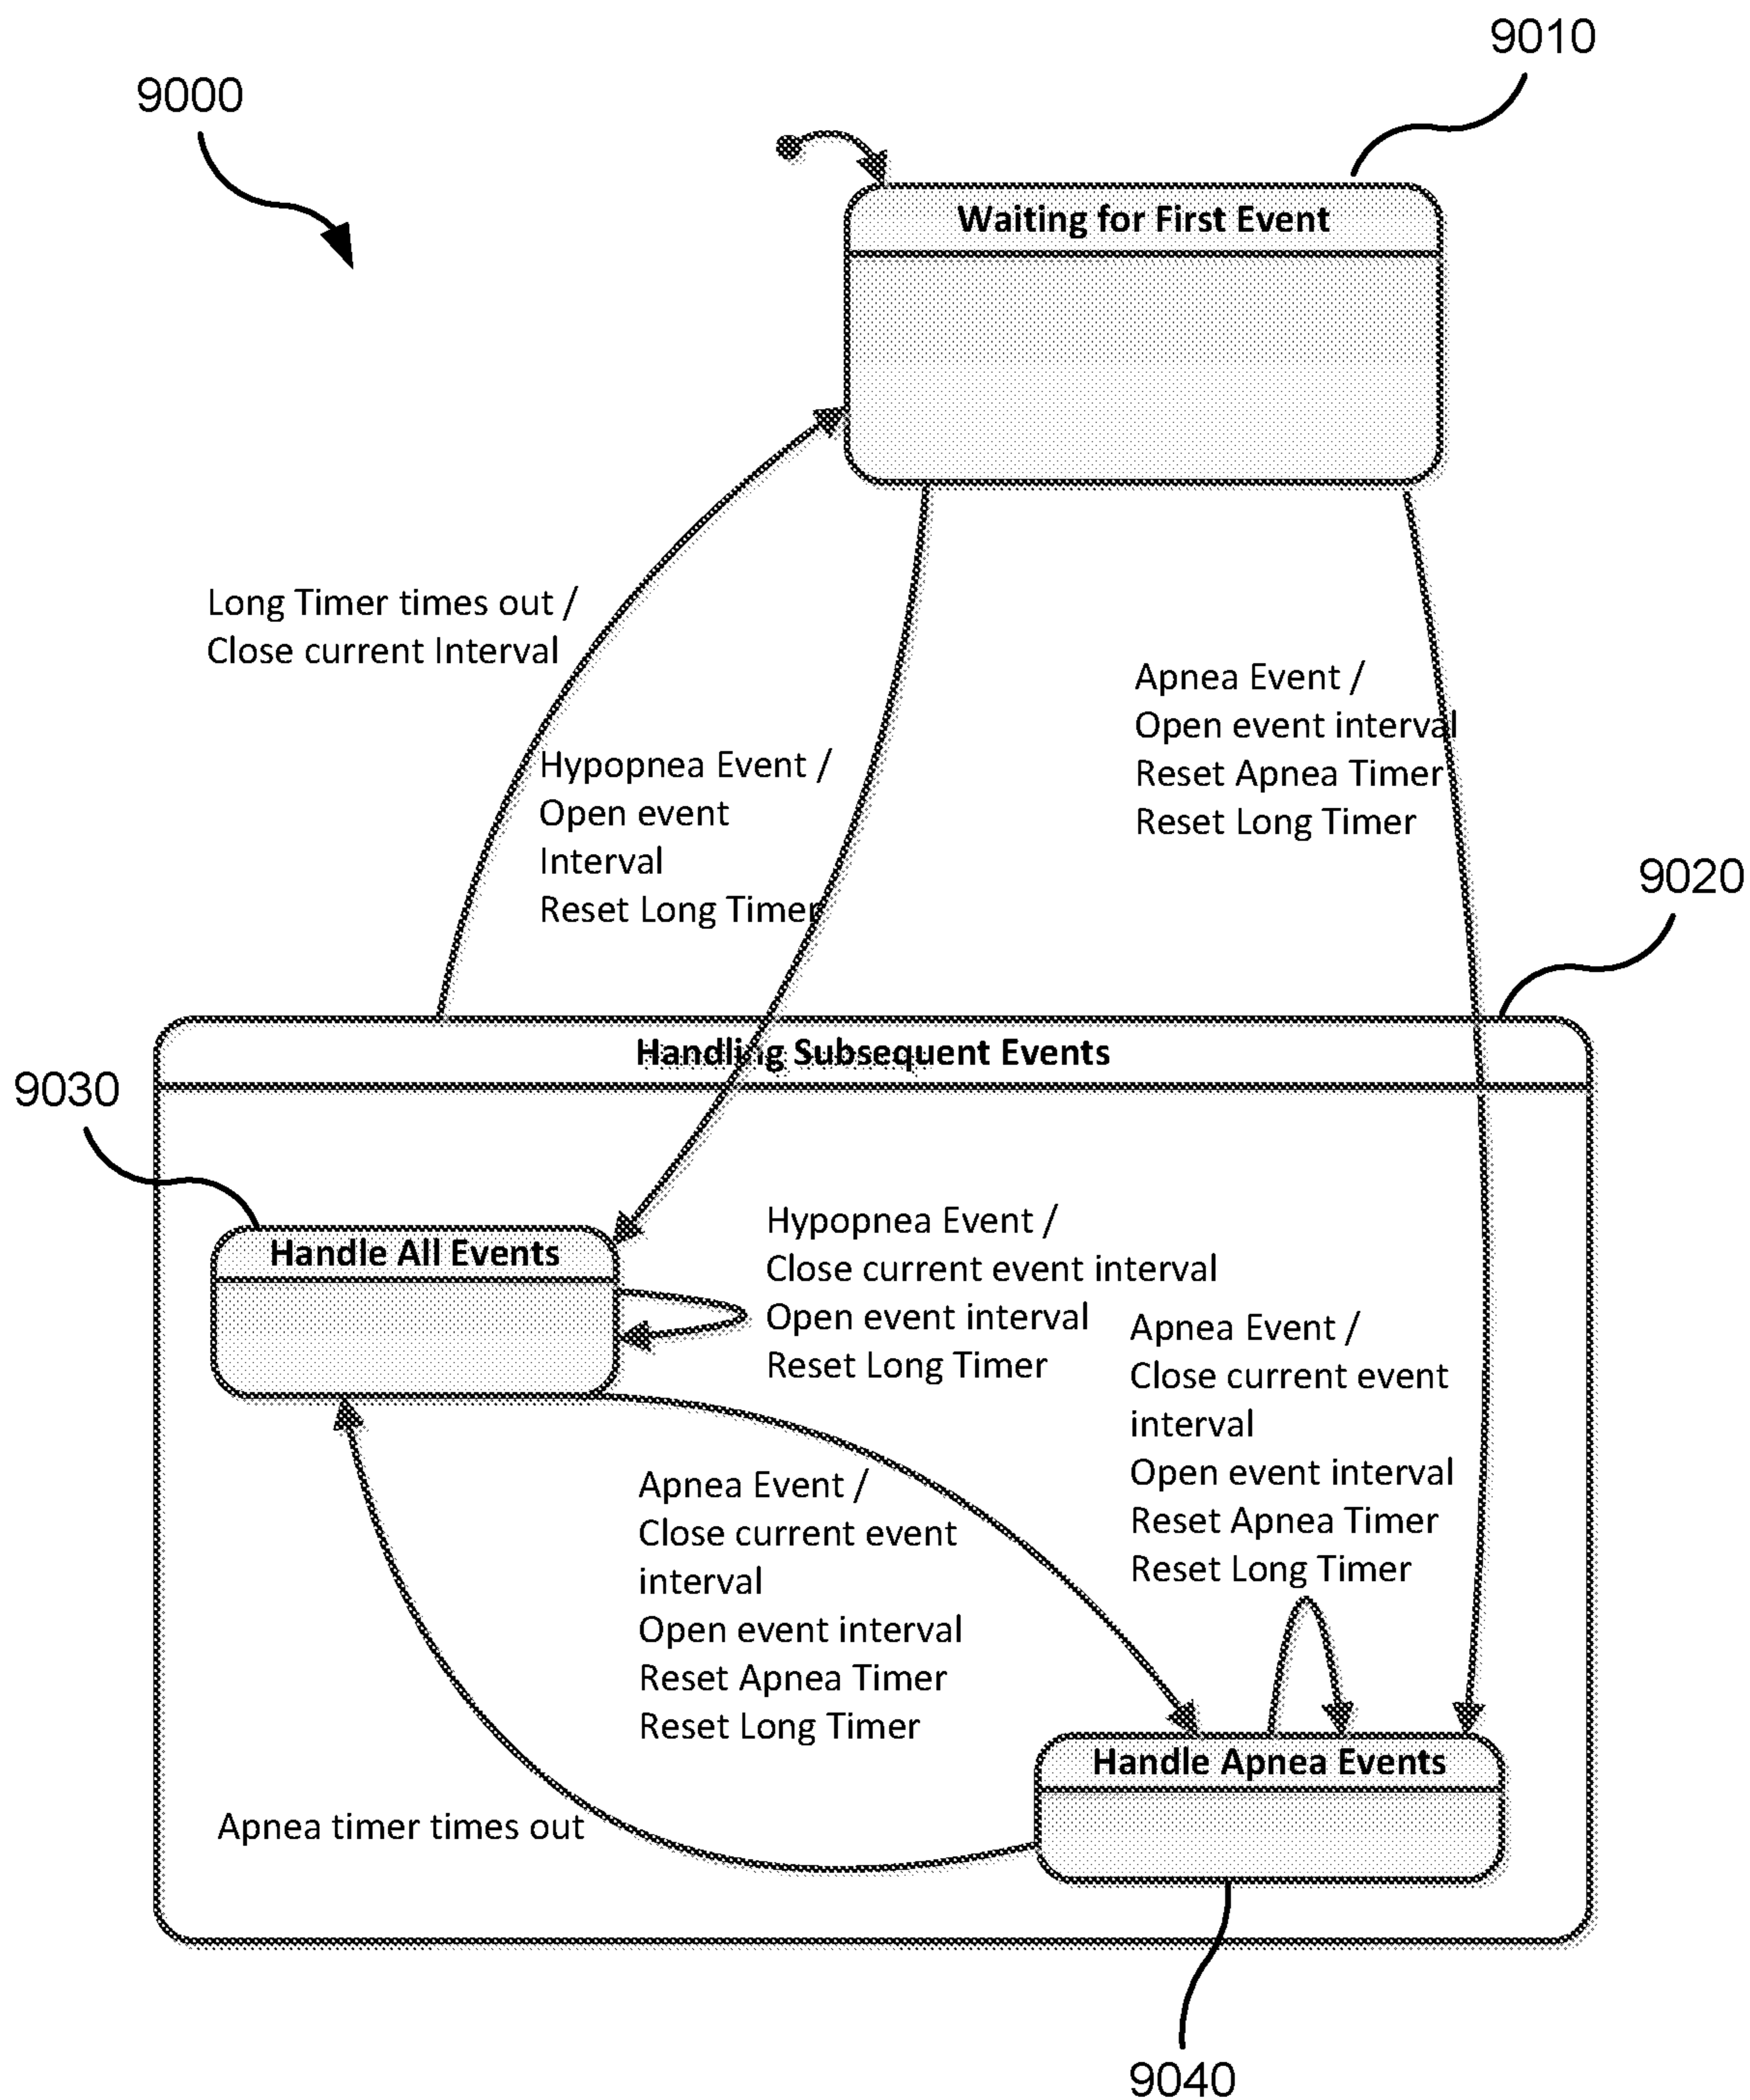 9010
9000
Waiting for First Event
Long Timer times out /
Close current Interval
Hypopnea Event /
Open event
Interval
Reset Long Timer
Apnea Event /
Open event interval
Reset Apnea Timer
Reset Long Timer
9020
Handling Subsequent Events
9030
Handle All Events
Hypopnea Event /
Close current event interval
Open event interval
Reset Long Timer
Apnea Event /
Close current event
interval
Open event interval
Reset Apnea Timer
Reset Long Timer
Apnea Event /
Close current event
interval
Open event interval
Reset Apnea Timer
Reset Long Timer
Handle Apnea Events
Apnea timer times out
9040